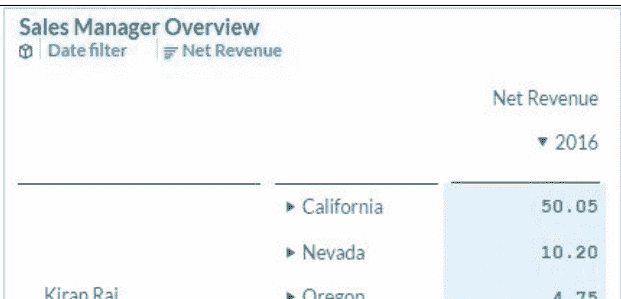 Sales Manager Overview
Date filter Net Revenue
Net Revenue
▼ 2016
▶ California 50.05
▶ Nevada 10.20
Kiran Raj ▶ Oregon 4.75